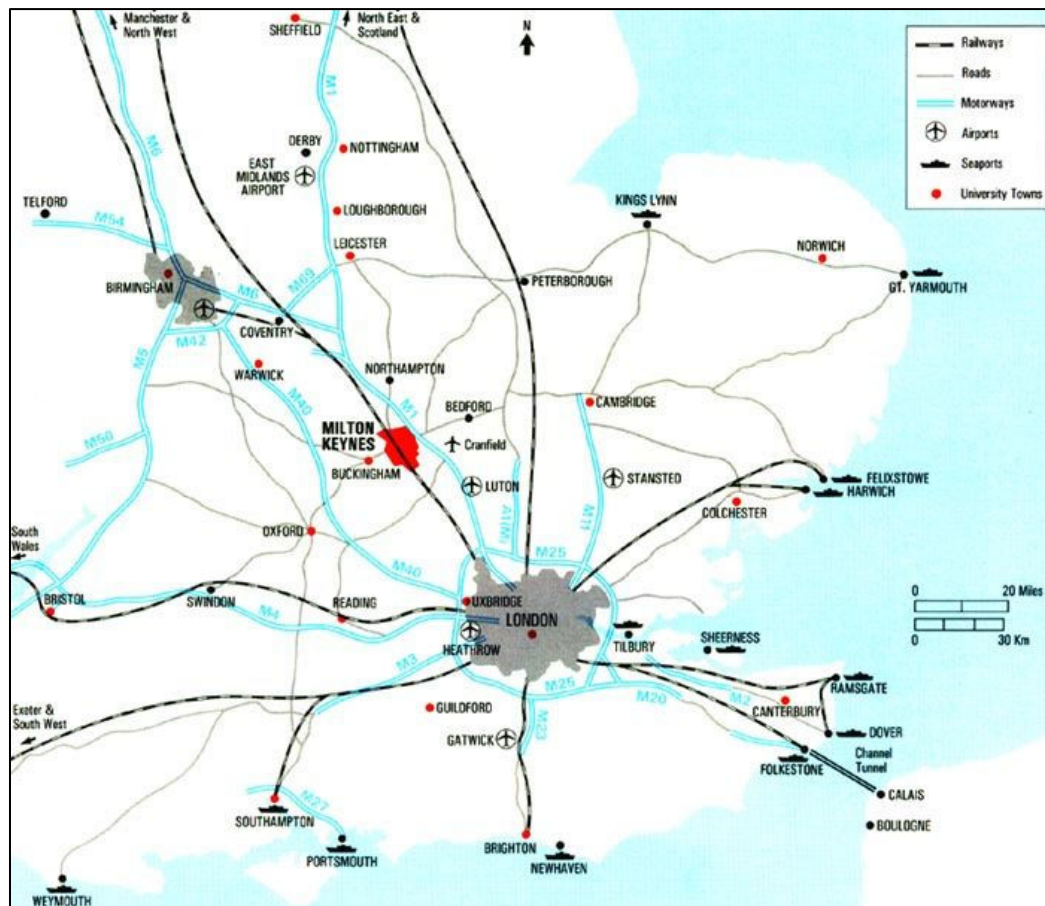 Manchester &
North West
North East &
Scotland
SHEFFIELD
N
Railways
Roads
Motorways
Airports
Seaports
University Towns
M1
M6
DERBY
NOTTINGHAM
EAST
MIDLANDS
AIRPORT
TELFORD
M54
LOUGHBOROUGH
KINGS LYNN
LEICESTER
NORWICH
BIRMINGHAM
M69
M6
PETERBOROUGH
GT. YARMOUTH
COVENTRY
M42
M5
WARWICK
NORTHAMPTON
M40
M1
BEDFORD
CAMBRIDGE
MILTON
KEYNES
Cranfield
M50
BUCKINGHAM
LUTON
STANSTED
FELIXSTOWE
HARWICH
COLCHESTER
OXFORD
A1(M)
M11
South
Wales
M25
M40
BRISTOL
SWINDON
READING
UXBRIDGE
M4
LONDON
0 20 Miles
0 30 Km
HEATHROW
TILBURY
SHEERNESS
M3
M25
M20
M2
RAMSGATE
Exeter &
South West
GUILDFORD
CANTERBURY
M23
GATWICK
DOVER
FOLKESTONE
Channel
Tunnel
CALAIS
M27
SOUTHAMPTON
BOULOGNE
PORTSMOUTH
BRIGHTON
NEWHAVEN
WEYMOUTH